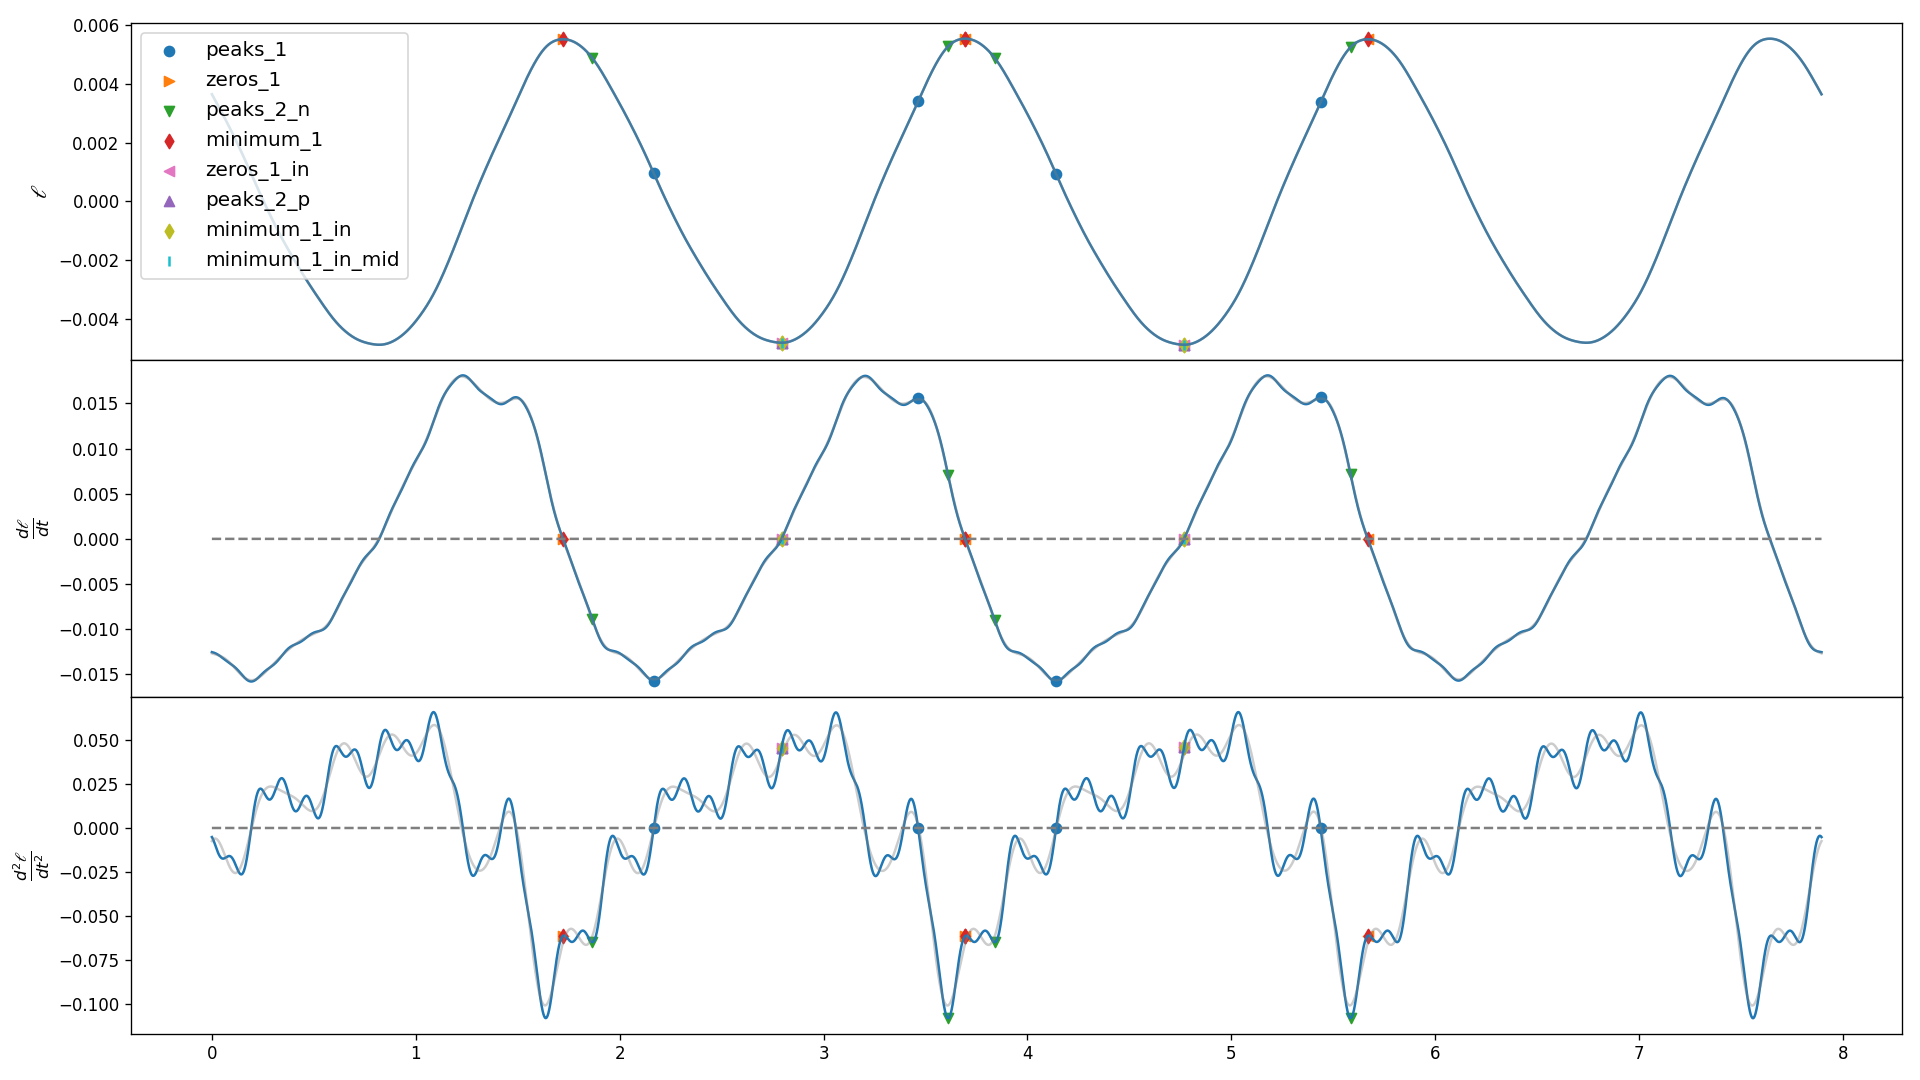 0.006
0.004
0.002
0.000
−0.002
−0.004
ℓ
peaks_1
zeros_1
peaks_2_n
minimum_1
zeros_1_in
peaks_2_p
minimum_1_in
minimum_1_in_mid
0.015
0.010
0.005
0.000
−0.005
−0.010
−0.015
dℓ/dt
0.050
0.025
0.000
−0.025
−0.050
−0.075
−0.100
d²ℓ/dt²
0 1 2 3 4 5 6 7 8